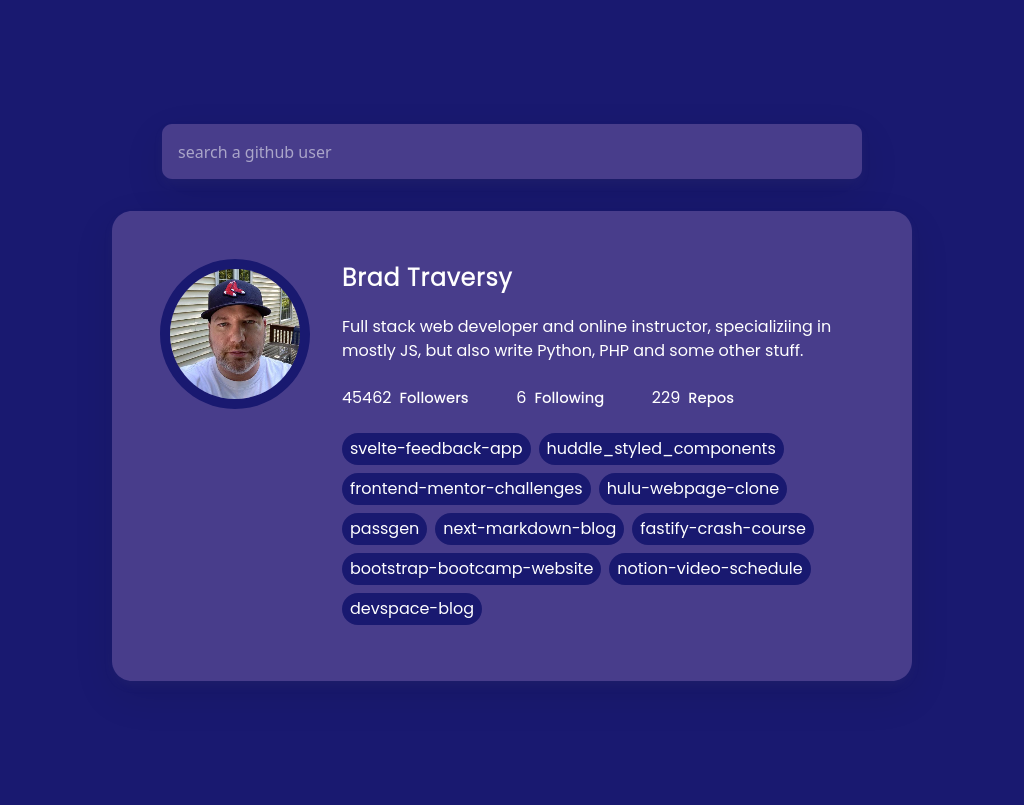 search a github user
Brad Traversy
Full stack web developer and online instructor, specializiing in
mostly JS, but also write Python, PHP and some other stuff.
45462 Followers 6 Following 229 Repos
svelte-feedback-app huddle_styled_components
frontend-mentor-challenges hulu-webpage-clone
passgen next-markdown-blog fastify-crash-course
bootstrap-bootcamp-website notion-video-schedule
devspace-blog